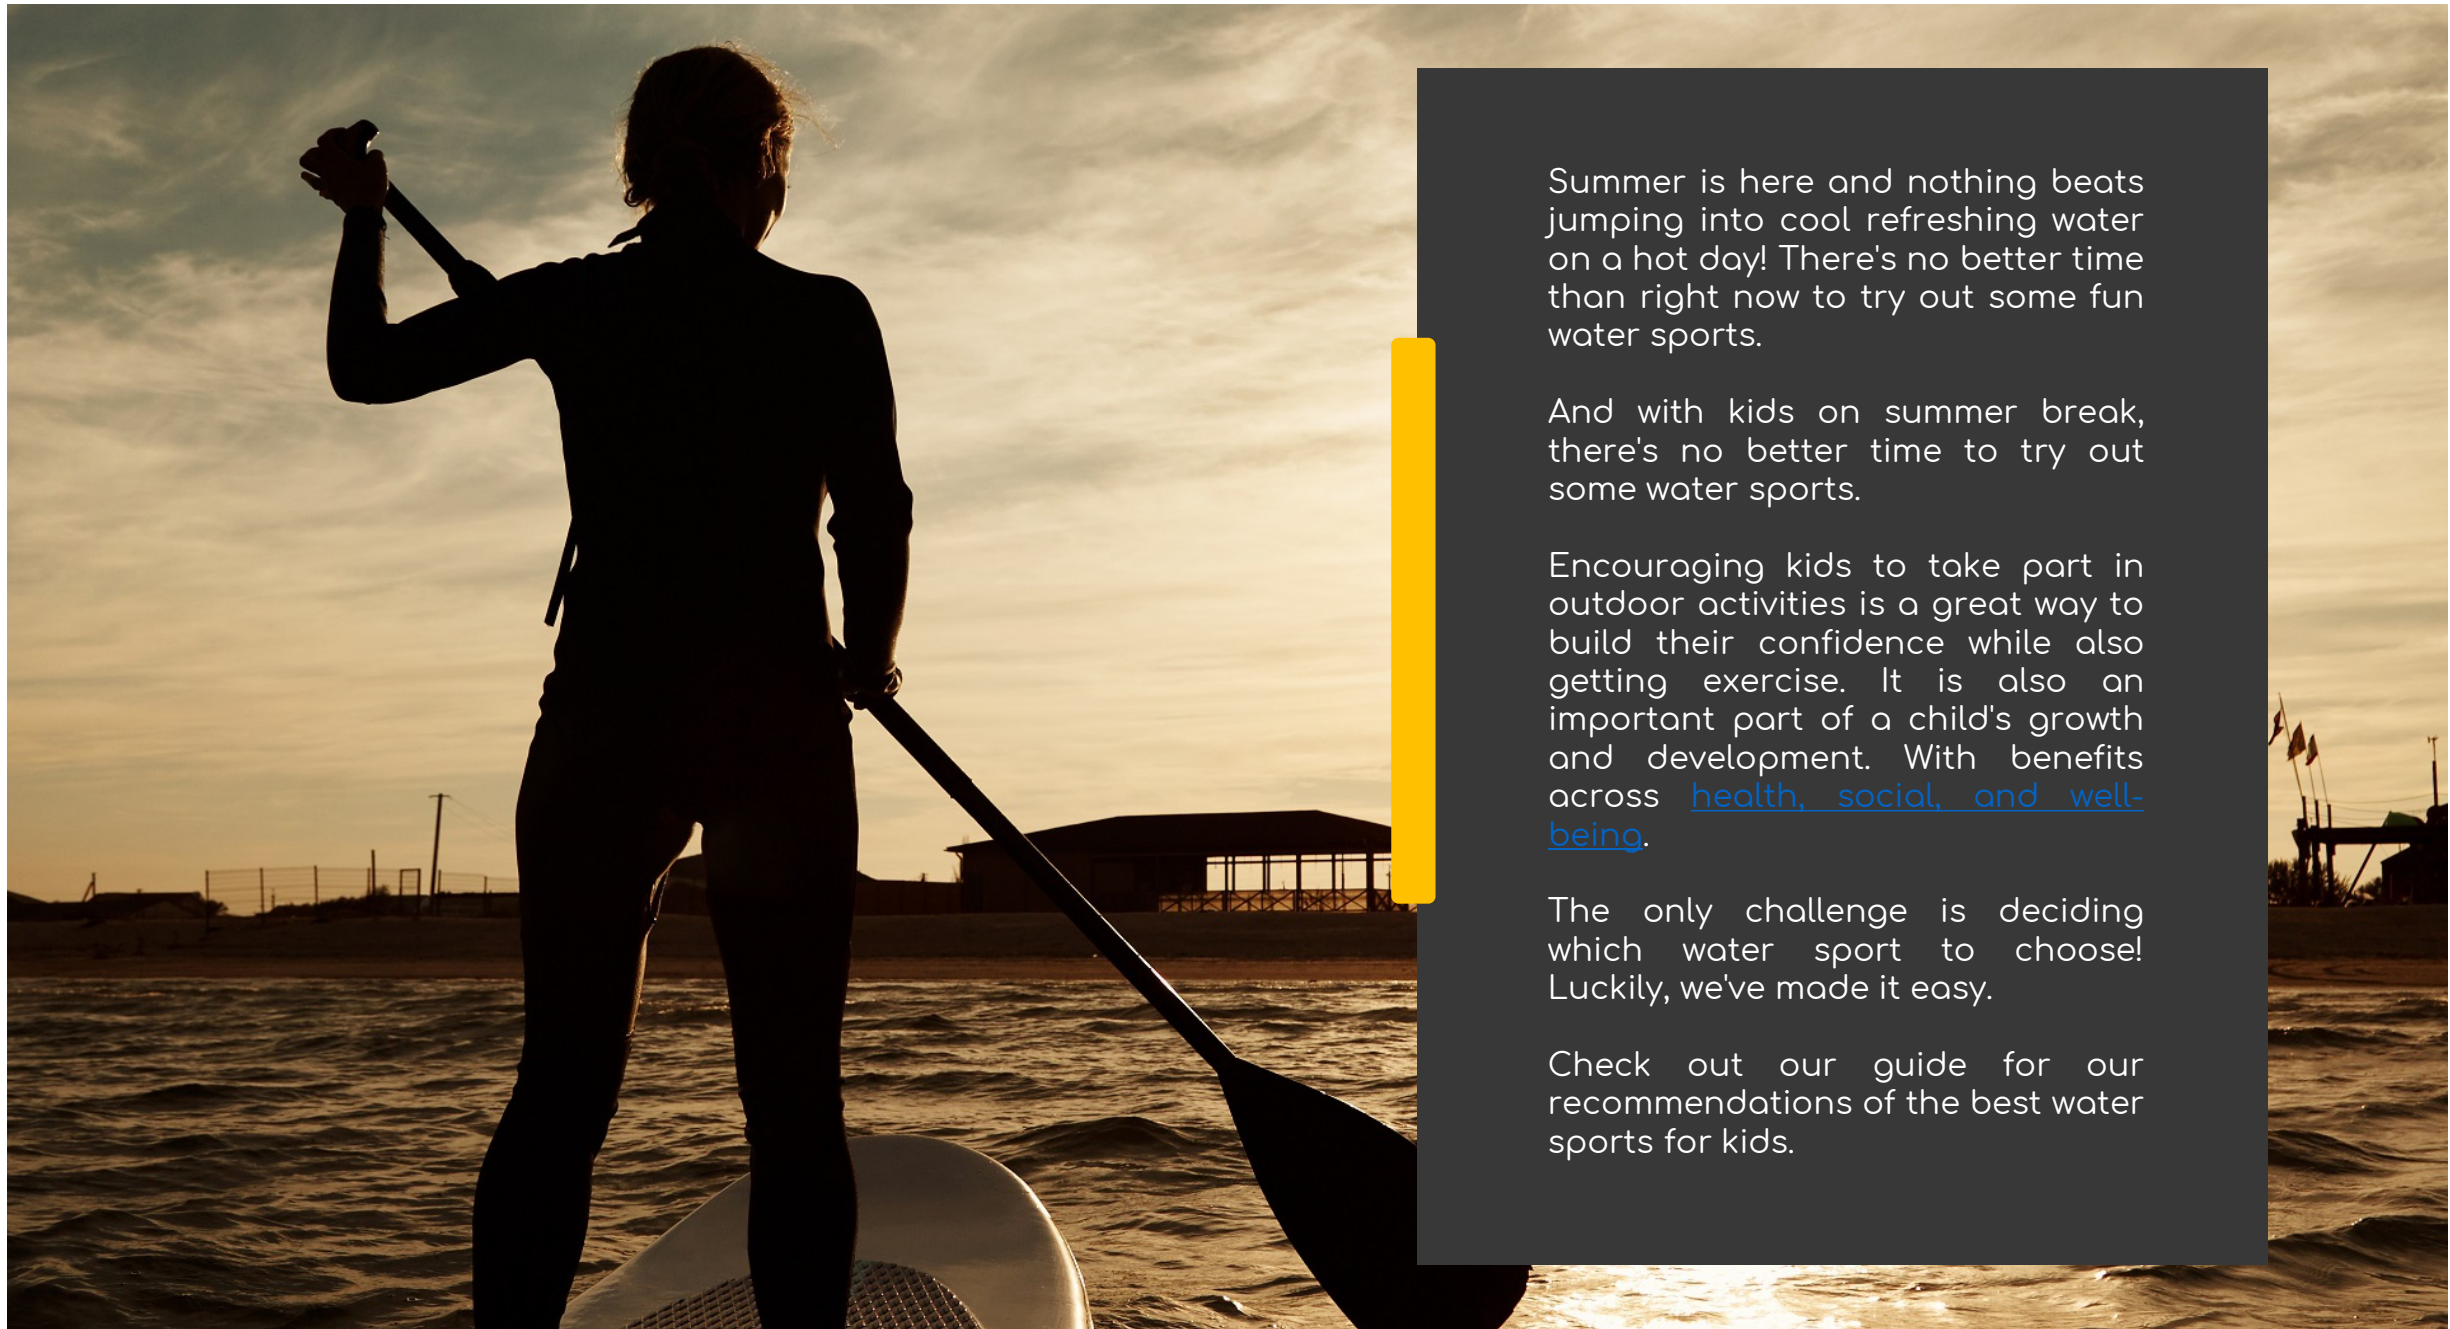 Summer is here and nothing beats
jumping into cool refreshing water
on a hot day! There's no better time
than right now to try out some fun
water sports.
And with kids on summer break,
there's no better time to try out
some water sports.
Encouraging kids to take part in
outdoor activities is a great way to
build their confidence while also
getting exercise. It is also an
important part of a child's growth
and development. With benefits
across health, social, and well-
being.
The only challenge is deciding
which water sport to choose!
Luckily, we've made it easy.
Check out our guide for our
recommendations of the best water
sports for kids.